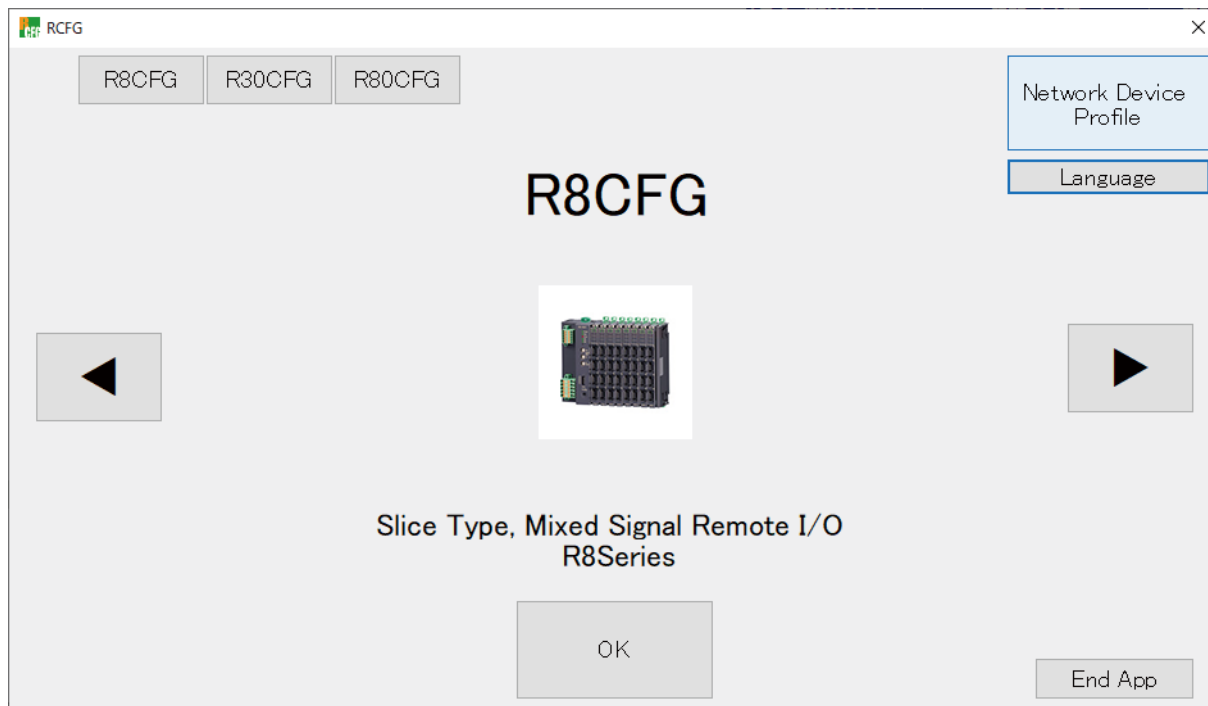 RCFG
R8CFG
R30CFG
R80CFG
Network Device
Profile
Language
R8CFG
Slice Type, Mixed Signal Remote I/O
R8Series
OK
End App